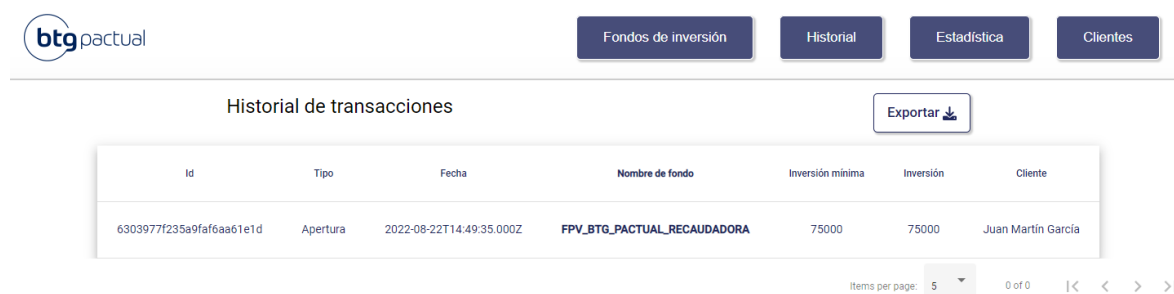 btg pactual
Fondos de inversión Historial Estadística Clientes
Historial de transacciones Exportar
Id Tipo Fecha Nombre de fondo Inversión mínima Inversión Cliente
6303977f235a9faf6aa61e1d Apertura 2022-08-22T14:49:35.000Z FPV_BTG_PACTUAL_RECAUDADORA 75000 75000 Juan Martín García
Items per page: 5 0 of 0